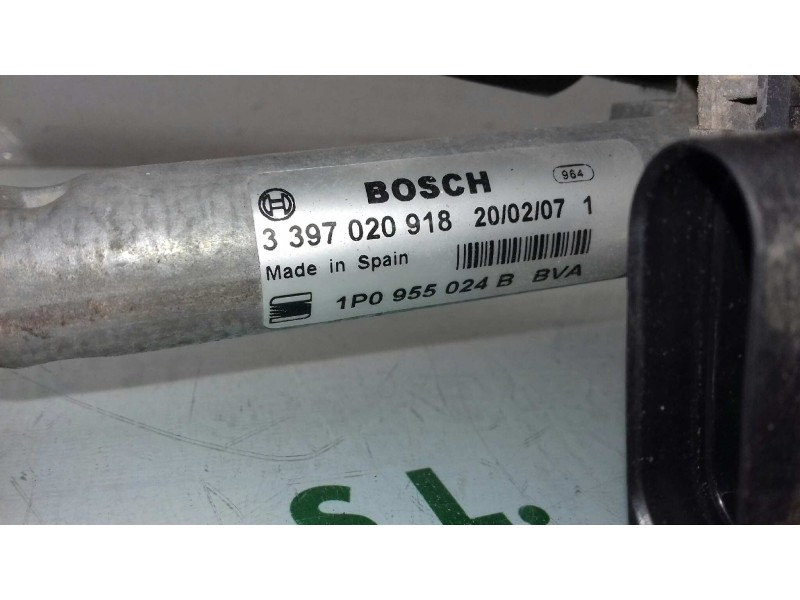 BOSCH 964
3 397 020 918 20/02/07 1
Made in Spain
1P0 955 024 B BVA
S.L.